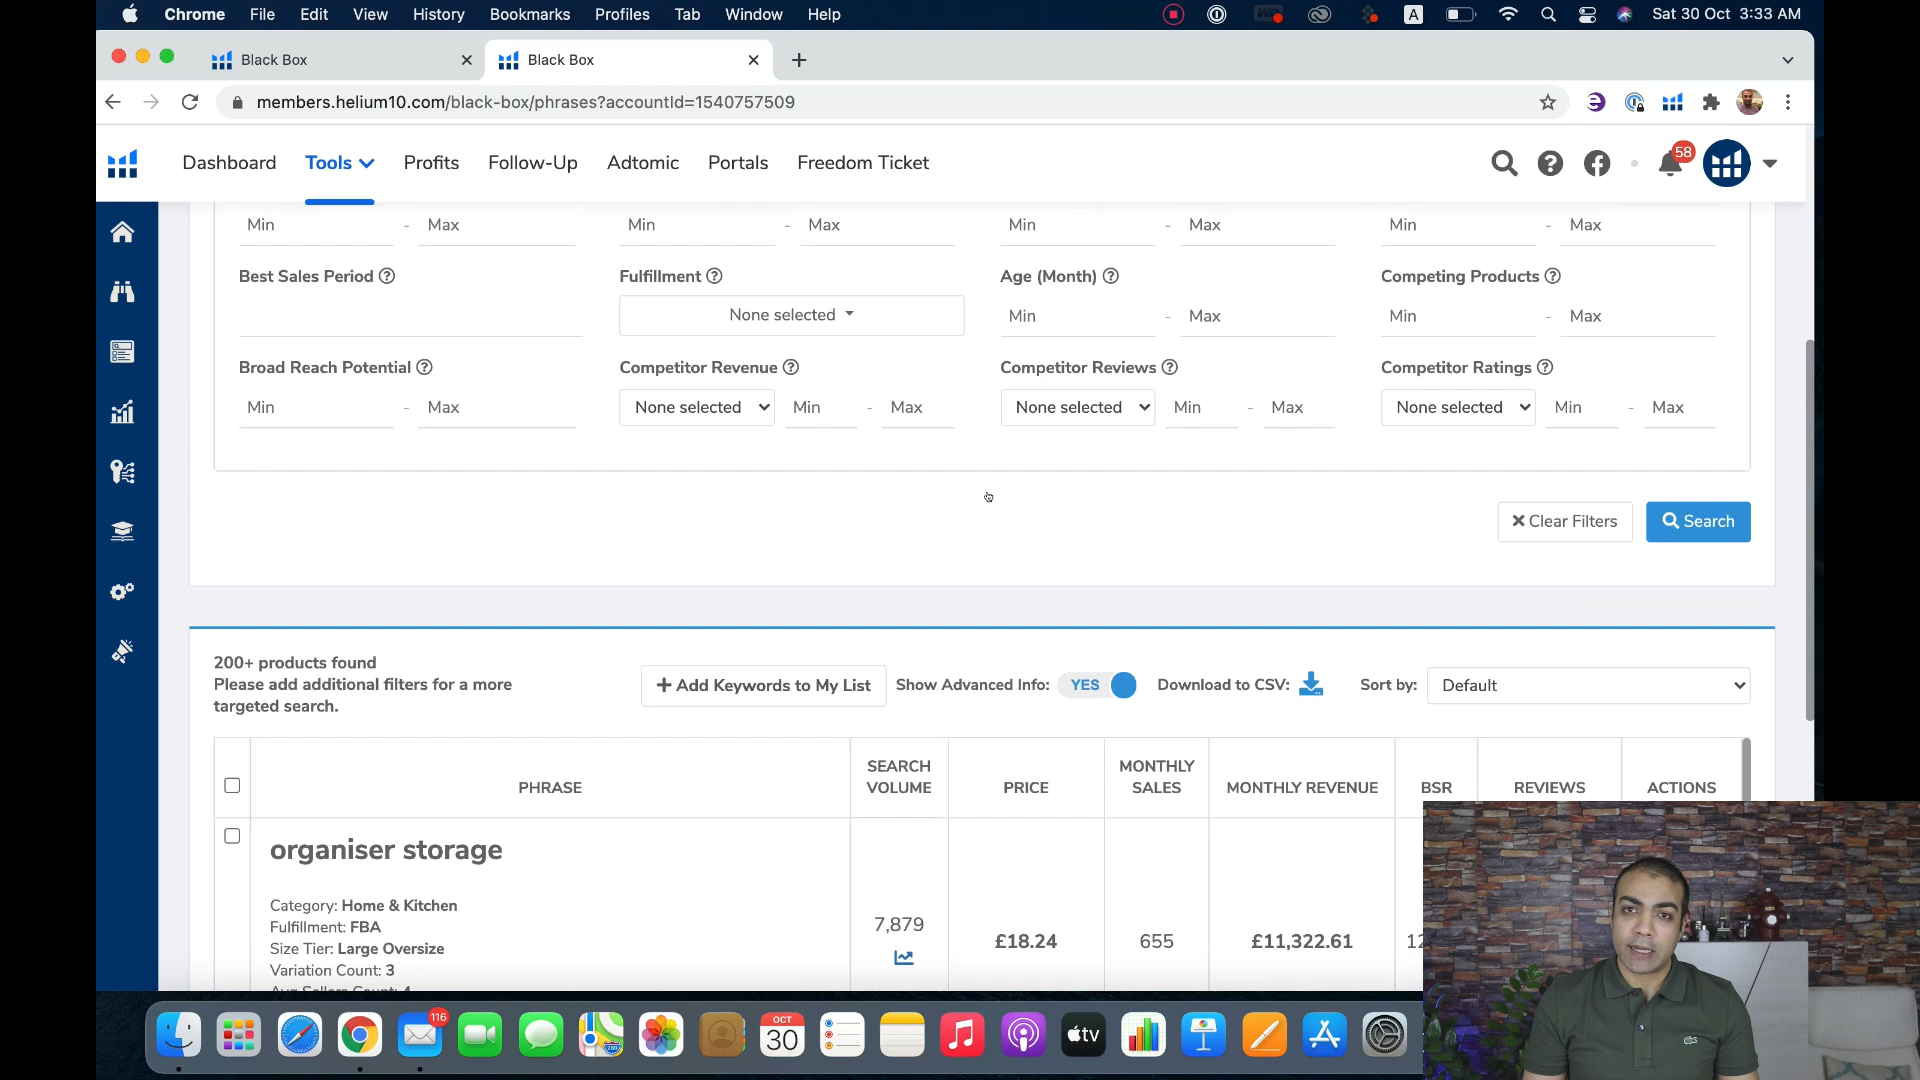 Chrome File Edit View History Bookmarks Profiles Tab Window Help A Sat 30 Oct 3:33 AM
Black Box Black Box
members.helium10.com/black-box/phrases?accountId=1540757509
Dashboard Tools Profits Follow-Up Adtomic Portals Freedom Ticket 58
Min - Max Min - Max Min - Max Min - Max
Best Sales Period Fulfillment Age (Month) Competing Products
None selected Min - Max Min - Max
Broad Reach Potential Competitor Revenue Competitor Reviews Competitor Ratings
Min - Max None selected Min - Max None selected Min - Max None selected Min - Max
Clear Filters Search
200+ products found
Please add additional filters for a more
targeted search.
+ Add Keywords to My List Show Advanced Info: YES Download to CSV: Sort by: Default
PHRASE SEARCH VOLUME PRICE MONTHLY SALES MONTHLY REVENUE BSR REVIEWS ACTIONS
organiser storage
Category: Home & Kitchen
Fulfillment: FBA
Size Tier: Large Oversize
Variation Count: 3
Avg Sellers Count: 4
7,879 £18.24 655 £11,322.61 12
116 OCT 30 tv